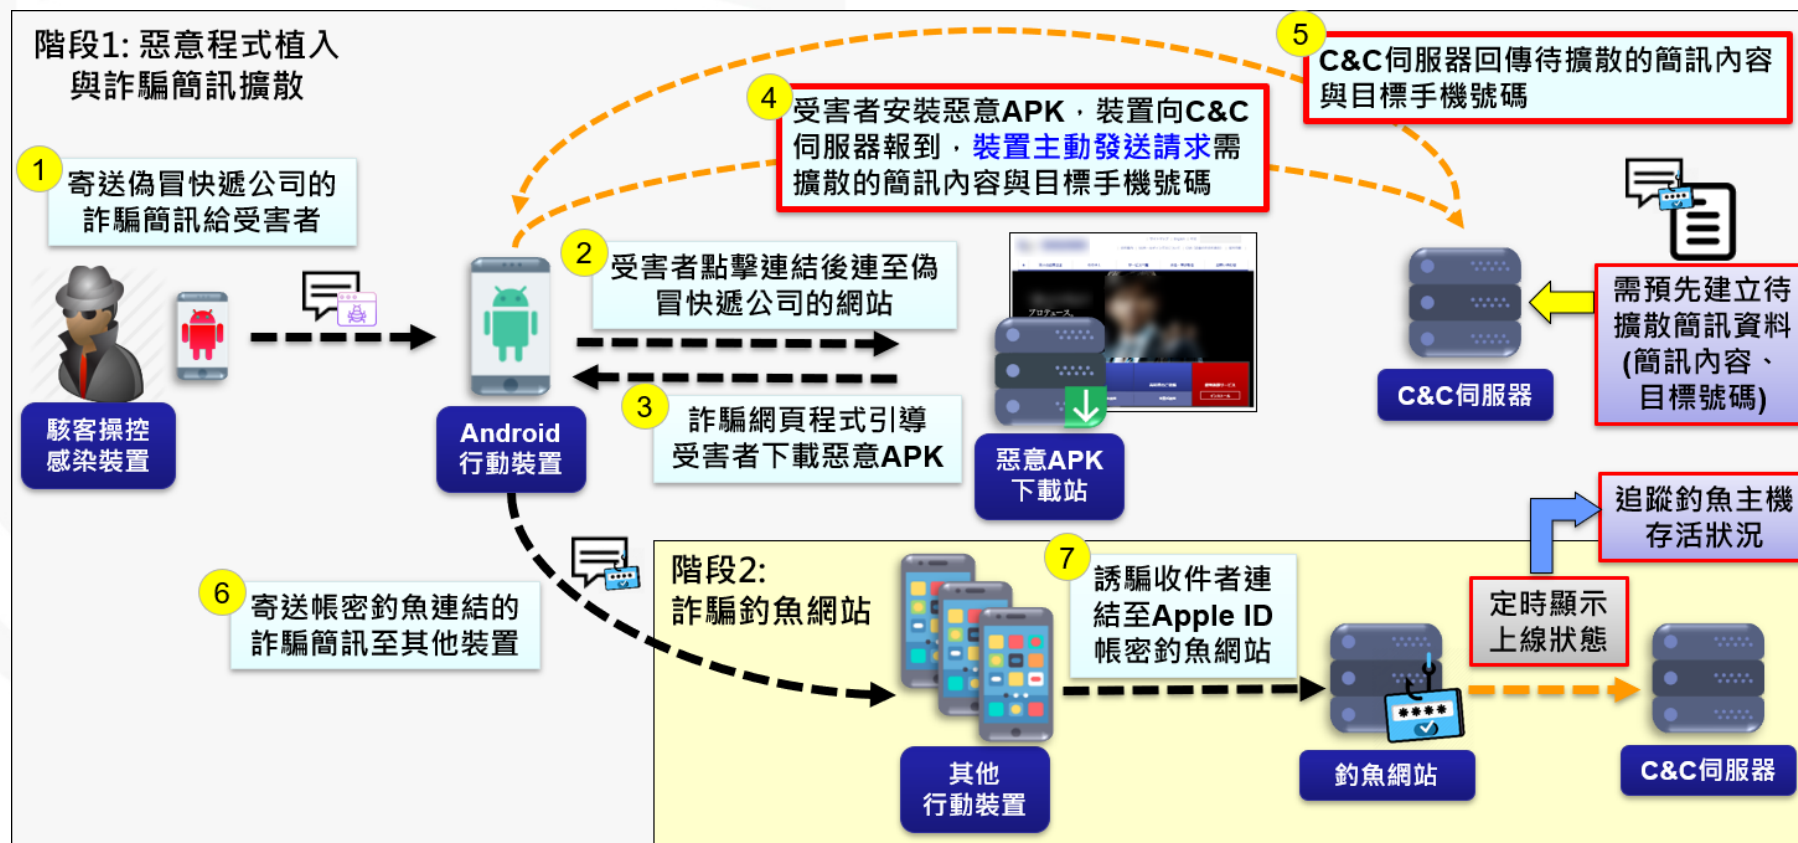 階段1: 惡意程式植入
與詐騙簡訊擴散
1
寄送偽冒快遞公司的
詐騙簡訊給受害者
駭客操控
感染裝置
Android
行動裝置
2
受害者點擊連結後連至偽
冒快遞公司的網站
3
詐騙網頁程式引導
受害者下載惡意APK
プロデュース。
惡意APK
下載站
4
受害者安裝惡意APK，裝置向C&C
伺服器報到，裝置主動發送請求需
擴散的簡訊內容與目標手機號碼
5
C&C伺服器回傳待擴散的簡訊內容
與目標手機號碼
C&C伺服器
需預先建立待
擴散簡訊資料
(簡訊內容、
目標號碼)
6
寄送帳密釣魚連結的
詐騙簡訊至其他裝置
階段2:
詐騙釣魚網站
其他
行動裝置
7
誘騙收件者連
結至Apple ID
帳密釣魚網站
****
釣魚網站
定時顯示
上線狀態
追蹤釣魚主機
存活狀況
C&C伺服器